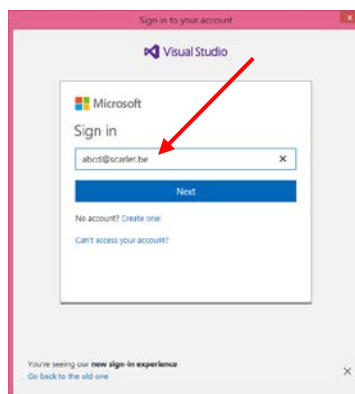 Sign in to your account
Visual Studio
Microsoft
Sign in
abcd@scarlet.be
Next
No account? Create one!
Can't access your account?
You're seeing our new sign-in experience
Go back to the old one